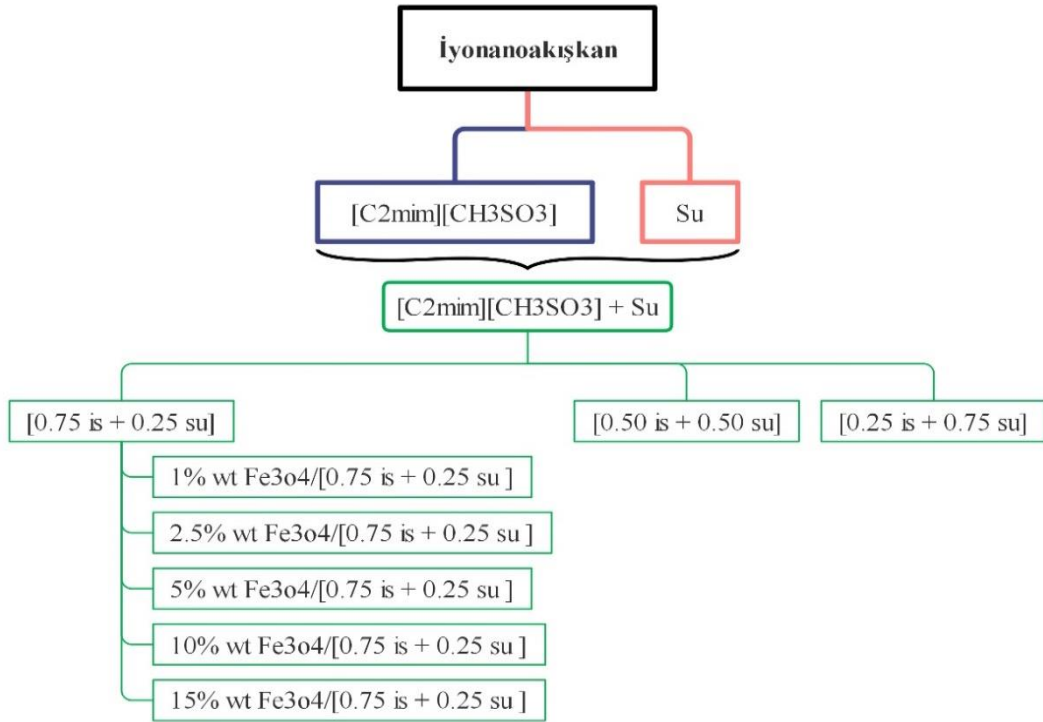 İyonanoakışkan
[C2mim][CH3SO3]
Su
[C2mim][CH3SO3] + Su
[0.75 is + 0.25 su]
[0.50 is + 0.50 su]
[0.25 is + 0.75 su]
1% wt Fe3o4/[0.75 is + 0.25 su ]
2.5% wt Fe3o4/[0.75 is + 0.25 su ]
5% wt Fe3o4/[0.75 is + 0.25 su ]
10% wt Fe3o4/[0.75 is + 0.25 su ]
15% wt Fe3o4/[0.75 is + 0.25 su ]